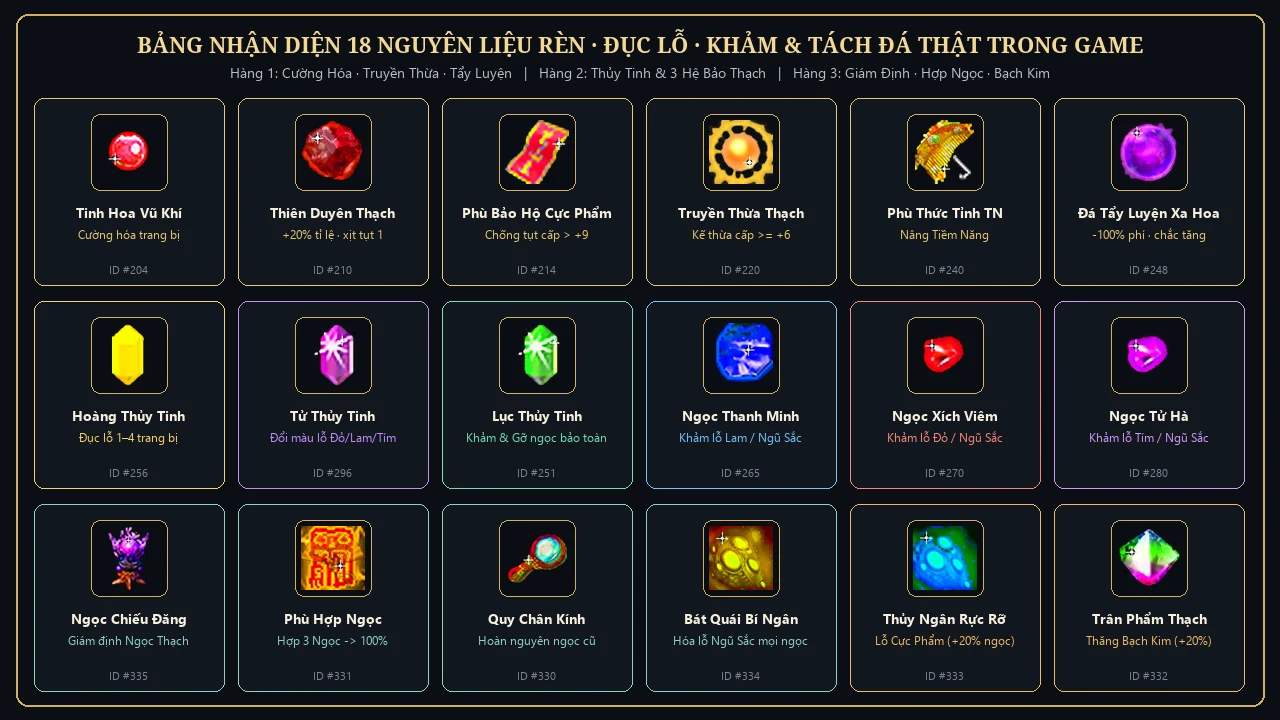 BẢNG NHẬN DIỆN 18 NGUYÊN LIỆU RÈN · ĐỤC LỖ · KHẢM & TÁCH ĐÁ THẬT TRONG GAME
Hàng 1: Cường Hóa · Truyền Thừa · Tẩy Luyện | Hàng 2: Thủy Tinh & 3 Hệ Bảo Thạch | Hàng 3: Giám Định · Hợp Ngọc · Bạch Kim
Tinh Hoa Vũ Khí
Cường hóa trang bị
ID #204
Thiên Duyên Thạch
+20% tỉ lệ · xịt tụt 1
ID #210
Phù Bảo Hộ Cực Phẩm
Chống tụt cấp > +9
ID #214
Truyền Thừa Thạch
Kế thừa cấp >= +6
ID #220
Phù Thức Tỉnh TN
Nâng Tiềm Năng
ID #240
Đá Tẩy Luyện Xa Hoa
-100% phí · chắc tăng
ID #248
Hoàng Thủy Tinh
Đục lỗ 1–4 trang bị
ID #256
Tử Thủy Tinh
Đổi màu lỗ Đỏ/Lam/Tím
ID #296
Lục Thủy Tinh
Khảm & Gỡ ngọc bảo toàn
ID #251
Ngọc Thanh Minh
Khảm lỗ Lam / Ngũ Sắc
ID #265
Ngọc Xích Viêm
Khảm lỗ Đỏ / Ngũ Sắc
ID #270
Ngọc Tử Hà
Khảm lỗ Tím / Ngũ Sắc
ID #280
Ngọc Chiếu Đăng
Giám định Ngọc Thạch
ID #335
Phù Hợp Ngọc
Hợp 3 Ngọc -> 100%
ID #331
Quy Chân Kính
Hoàn nguyên ngọc cũ
ID #330
Bát Quái Bí Ngân
Hóa lỗ Ngũ Sắc mọi ngọc
ID #334
Thủy Ngân Rực Rỡ
Lỗ Cực Phẩm (+20% ngọc)
ID #333
Trân Phẩm Thạch
Thăng Bạch Kim (+20%)
ID #332